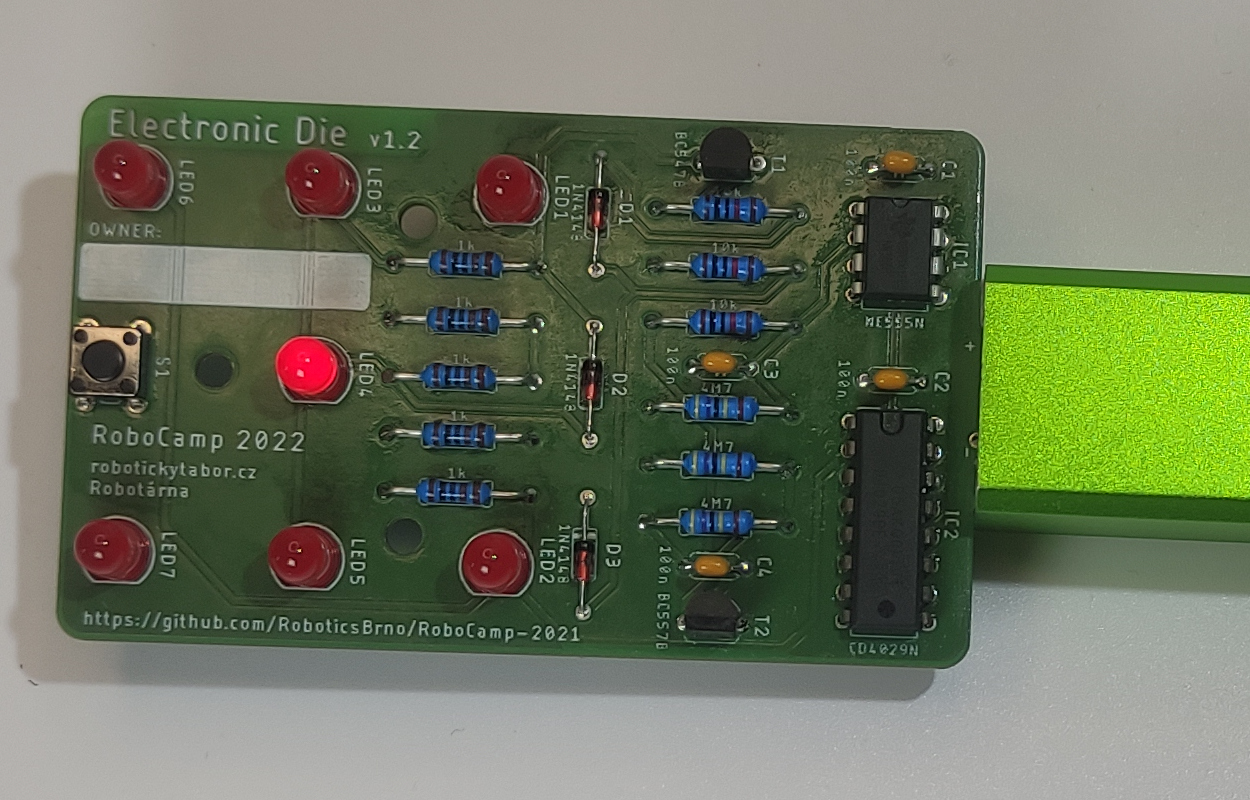 Electronic Die v1.2
LED6
LED3
LED1
1N4148
D1
BC547B
T1
10k
100n
C1
OWNER:
1k
10k
IC1
1k
10k
NE555N
S1
LED4
1k
1N4148
D2
100n
C3
100n
C2
+
4M7
1k
RoboCamp 2022
robotickytabor.cz
Robotárna
4M7
-
1k
4M7
LED7
LED5
LED2
1N4148
D3
100n
C4
IC2
BC557B
T2
https://github.com/RoboticsBrno/RoboCamp-2021
CD4029N